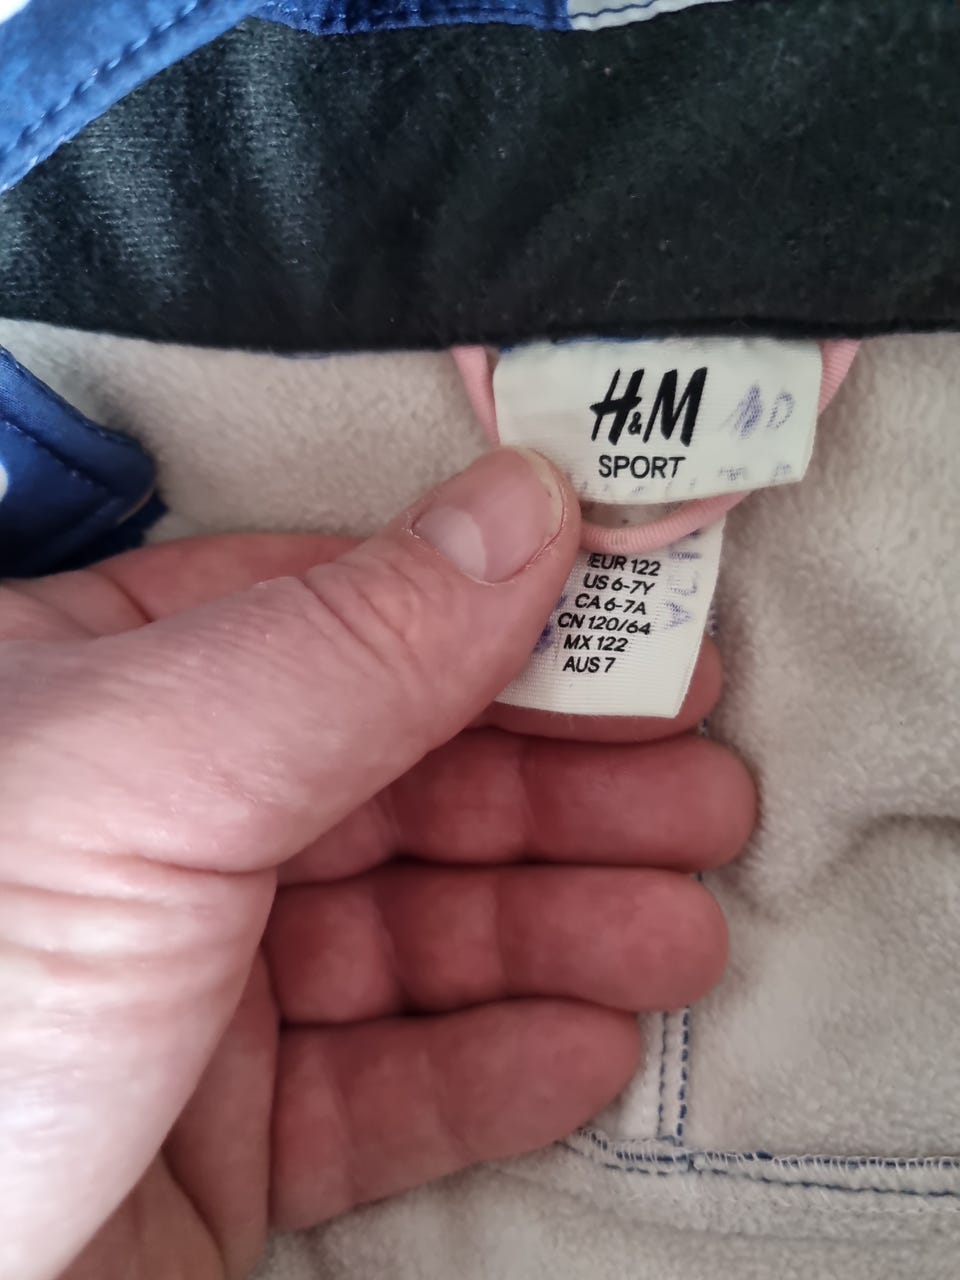 H&M
SPORT
EUR 122
US 6-7Y
CA 6-7A
CN 120/64
MX 122
AUS 7